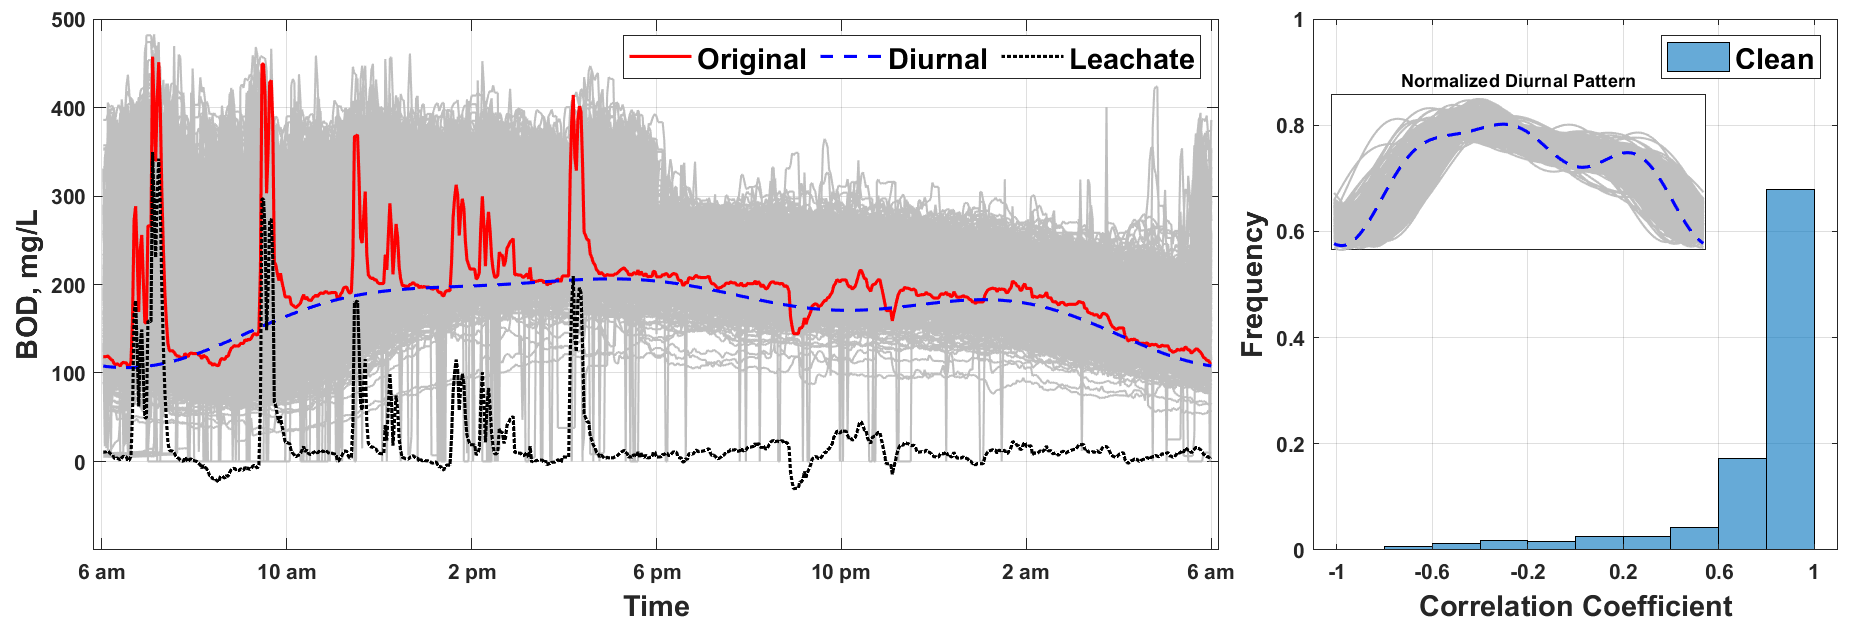 500
400
300
200
100
0
BOD, mg/L
Original
Diurnal
Leachate
6 am
10 am
2 pm
6 pm
10 pm
2 am
6 am
Time
1
0.8
0.6
0.4
0.2
0
Frequency
Clean
Normalized Diurnal Pattern
-1
-0.6
-0.2
0.2
0.6
1
Correlation Coefficient